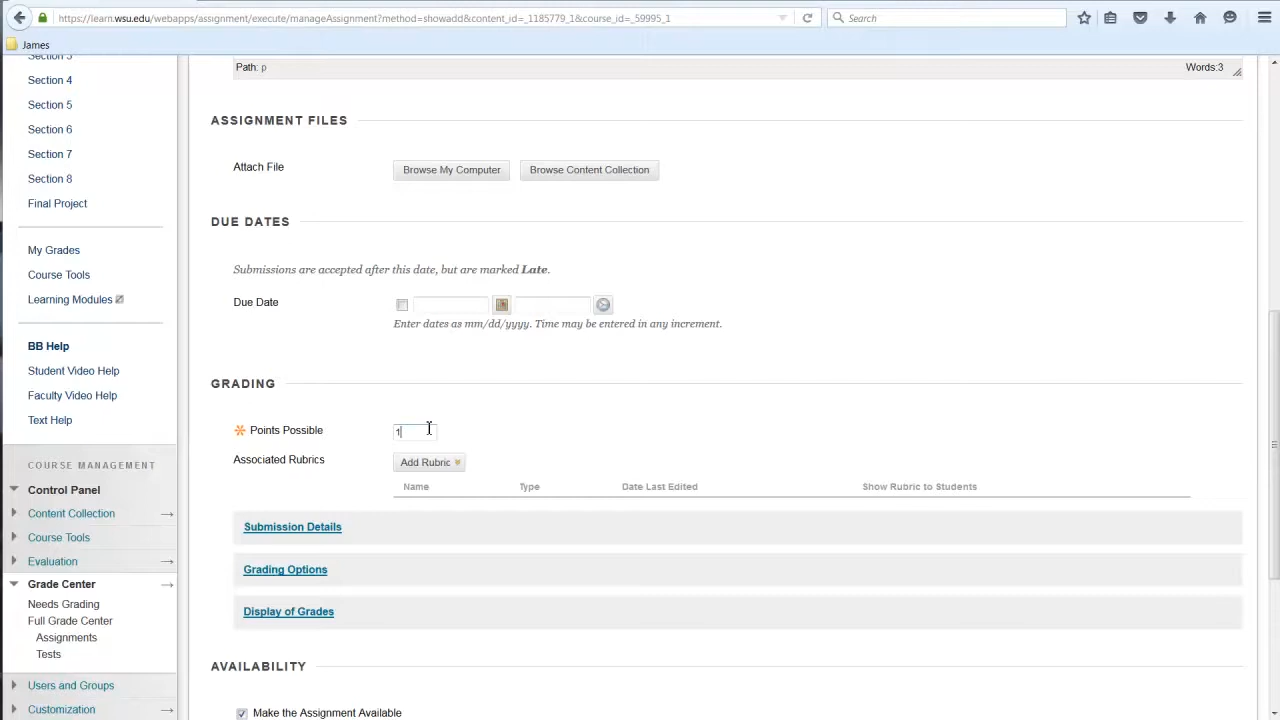 https://learn.wsu.edu/webapps/assignment/execute/manageAssignment?method=showadd&content_id=_1185779_1&course_id=_59995_1
Search
James
Section 3
Section 4
Section 5
Section 6
Section 7
Section 8
Final Project
My Grades
Course Tools
Learning Modules
BB Help
Student Video Help
Faculty Video Help
Text Help
COURSE MANAGEMENT
Control Panel
Content Collection
Course Tools
Evaluation
Grade Center
Needs Grading
Full Grade Center
Assignments
Tests
Users and Groups
Customization
Path: p
Words:3
ASSIGNMENT FILES
Attach File
Browse My Computer
Browse Content Collection
DUE DATES
Submissions are accepted after this date, but are marked Late.
Due Date
Enter dates as mm/dd/yyyy. Time may be entered in any increment.
GRADING
Points Possible
1
Associated Rubrics
Add Rubric
Name Type Date Last Edited Show Rubric to Students
Submission Details
Grading Options
Display of Grades
AVAILABILITY
Make the Assignment Available